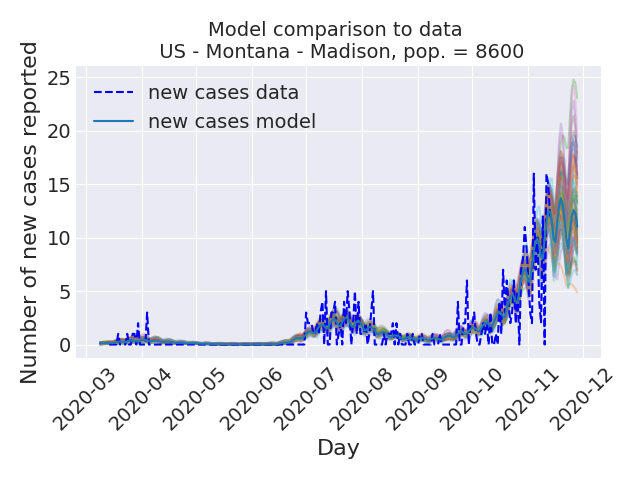 Model comparison to data
US - Montana - Madison, pop. = 8600
Number of new cases reported
25
20
15
10
5
0
new cases data
new cases model
2020-03
2020-04
2020-05
2020-06
2020-07
2020-08
2020-09
2020-10
2020-11
2020-12
Day